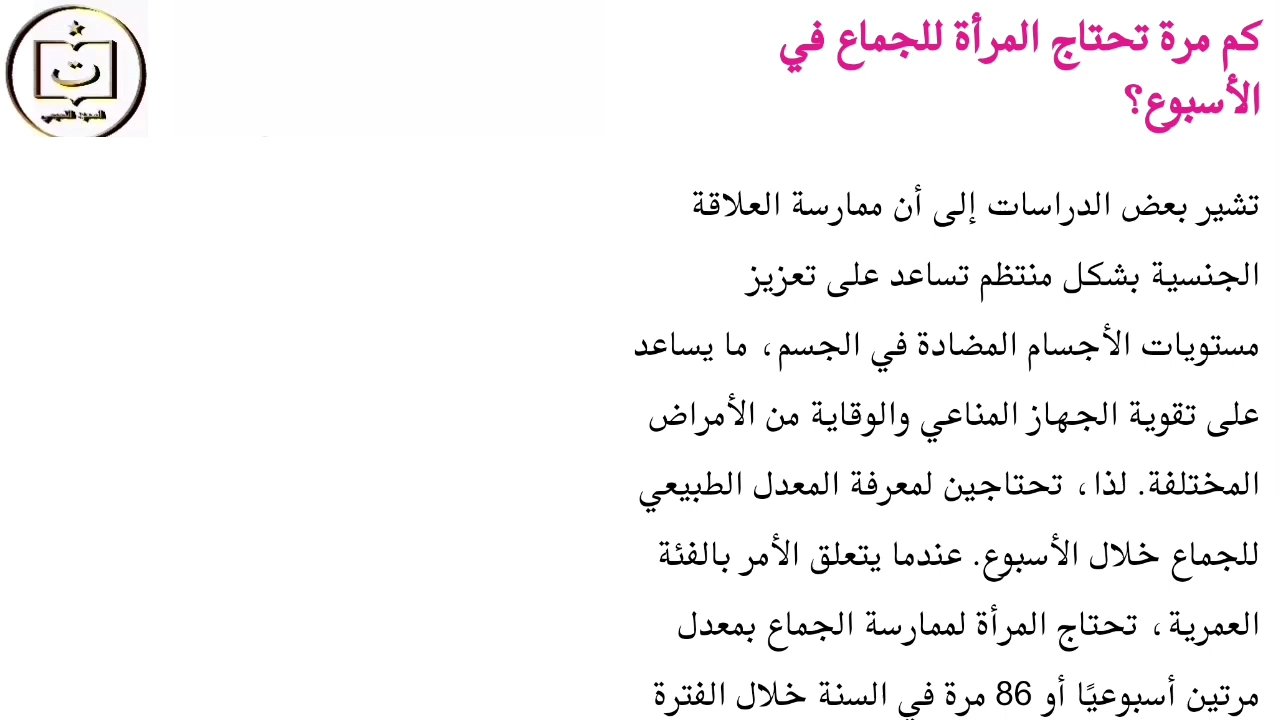 كم مرة تحتاج المرأة للجماع في
الأسبوع؟
تشير بعض الدراسات إلى أن ممارسة العلاقة
الجنسية بشكل منتظم تساعد على تعزيز
مستويات الأجسام المضادة في الجسم، ما يساعد
على تقوية الجهاز المناعي والوقاية من الأمراض
المختلفة. لذا، تحتاجين لمعرفة المعدل الطبيعي
للجماع خلال الأسبوع. عندما يتعلق الأمر بالفئة
العمرية، تحتاج المرأة لممارسة الجماع بمعدل
مرتين أسبوعيًا أو 86 مرة في السنة خلال الفترة
ت